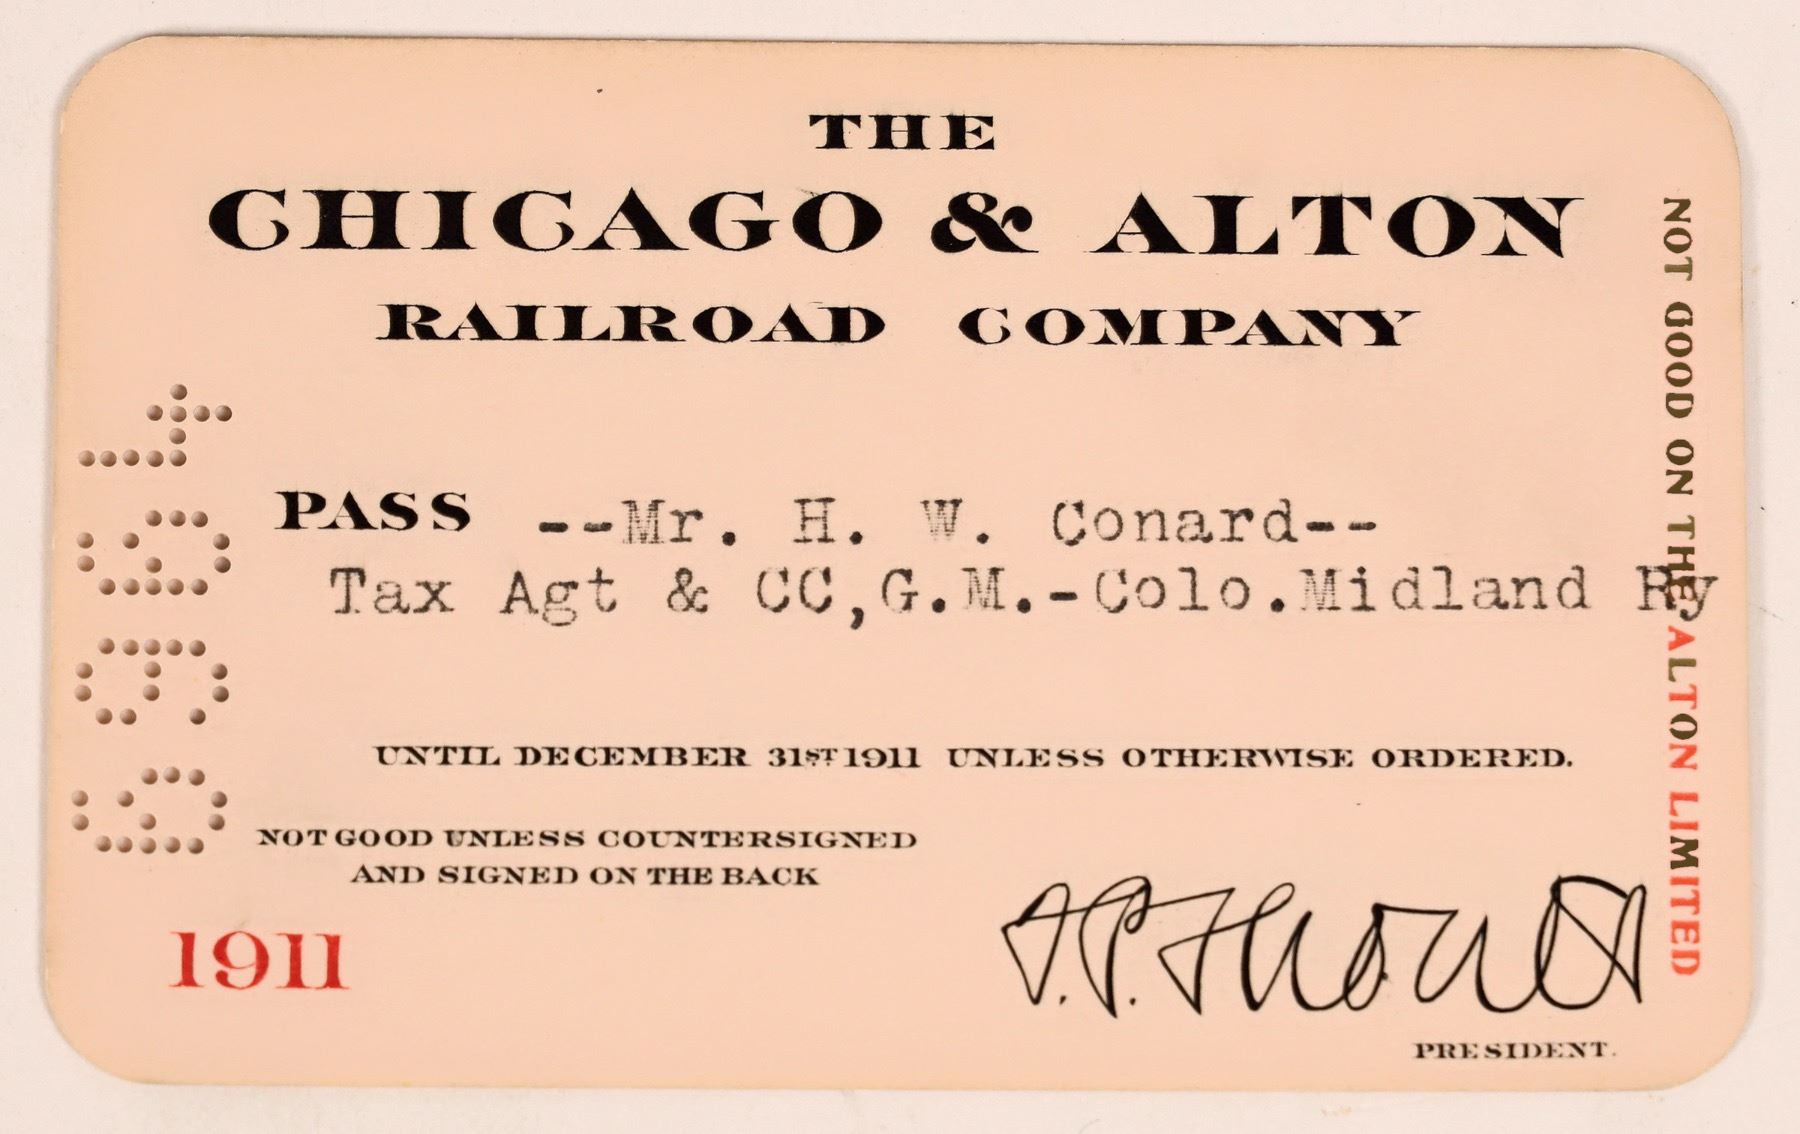 THE
CHICAGO & ALTON
RAILROAD COMPANY
PASS --Mr. H. W. Conard--
Tax Agt & CC,G.M.-Colo.Midland Ry
UNTIL DECEMBER 31ST 1911 UNLESS OTHERWISE ORDERED.
NOT GOOD UNLESS COUNTERSIGNED
AND SIGNED ON THE BACK
1911
T. P. Shonts
PRESIDENT.
NOT GOOD ON THE ALTON LIMITED
6964